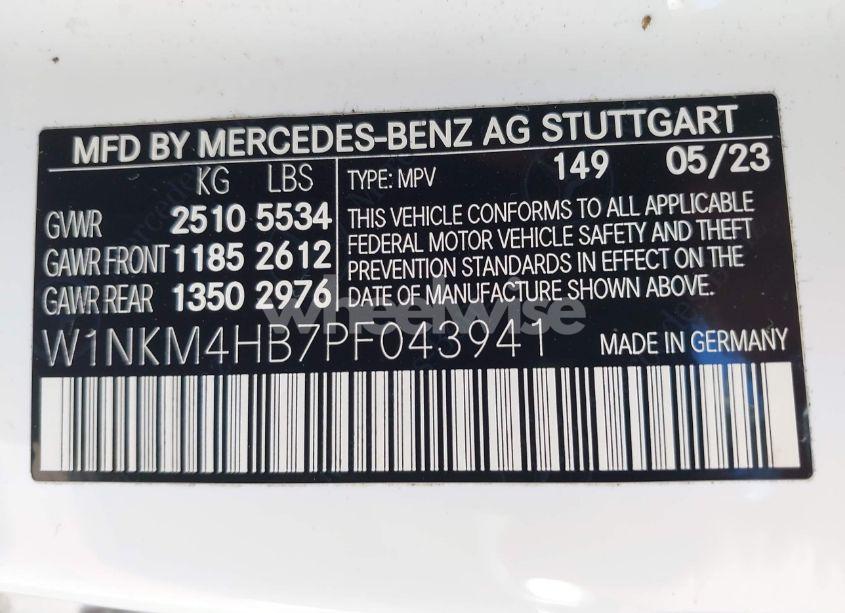 MFD BY MERCEDES-BENZ AG STUTTGART
KG LBS
GVWR 2510 5534
GAWR FRONT 1185 2612
GAWR REAR 1350 2976
TYPE: MPV 149 05/23
THIS VEHICLE CONFORMS TO ALL APPLICABLE
FEDERAL MOTOR VEHICLE SAFETY AND THEFT
PREVENTION STANDARDS IN EFFECT ON THE
DATE OF MANUFACTURE SHOWN ABOVE.
wheelwise
W1NKM4HB7PF043941 MADE IN GERMANY